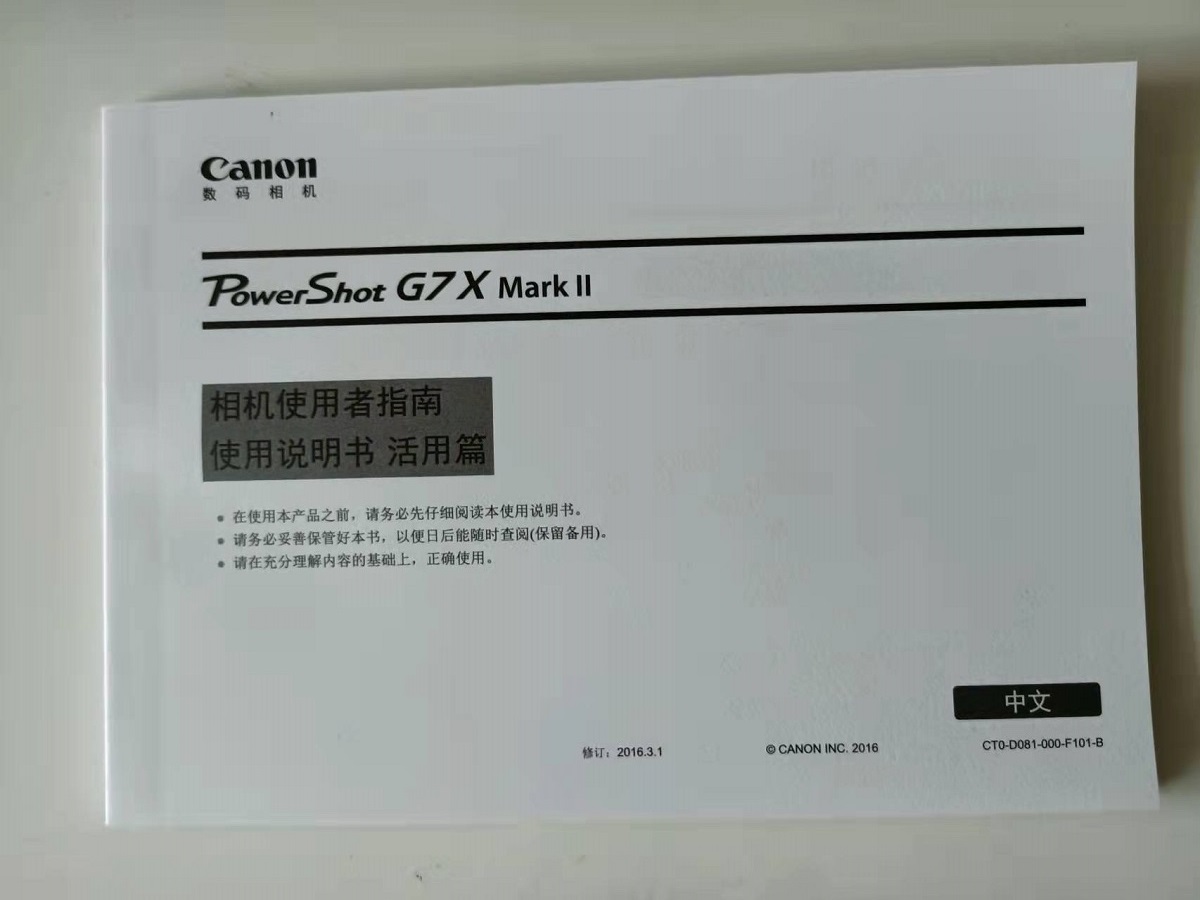 Canon
数码相机
PowerShot G7 X Mark II
相机使用者指南
使用说明书 活用篇
● 在使用本产品之前，请务必先仔细阅读本使用说明书。
● 请务必妥善保管好本书，以便日后能随时查阅(保留备用)。
● 请在充分理解内容的基础上，正确使用。
中文
修订：2016.3.1
© CANON INC. 2016
CT0-D081-000-F101-B